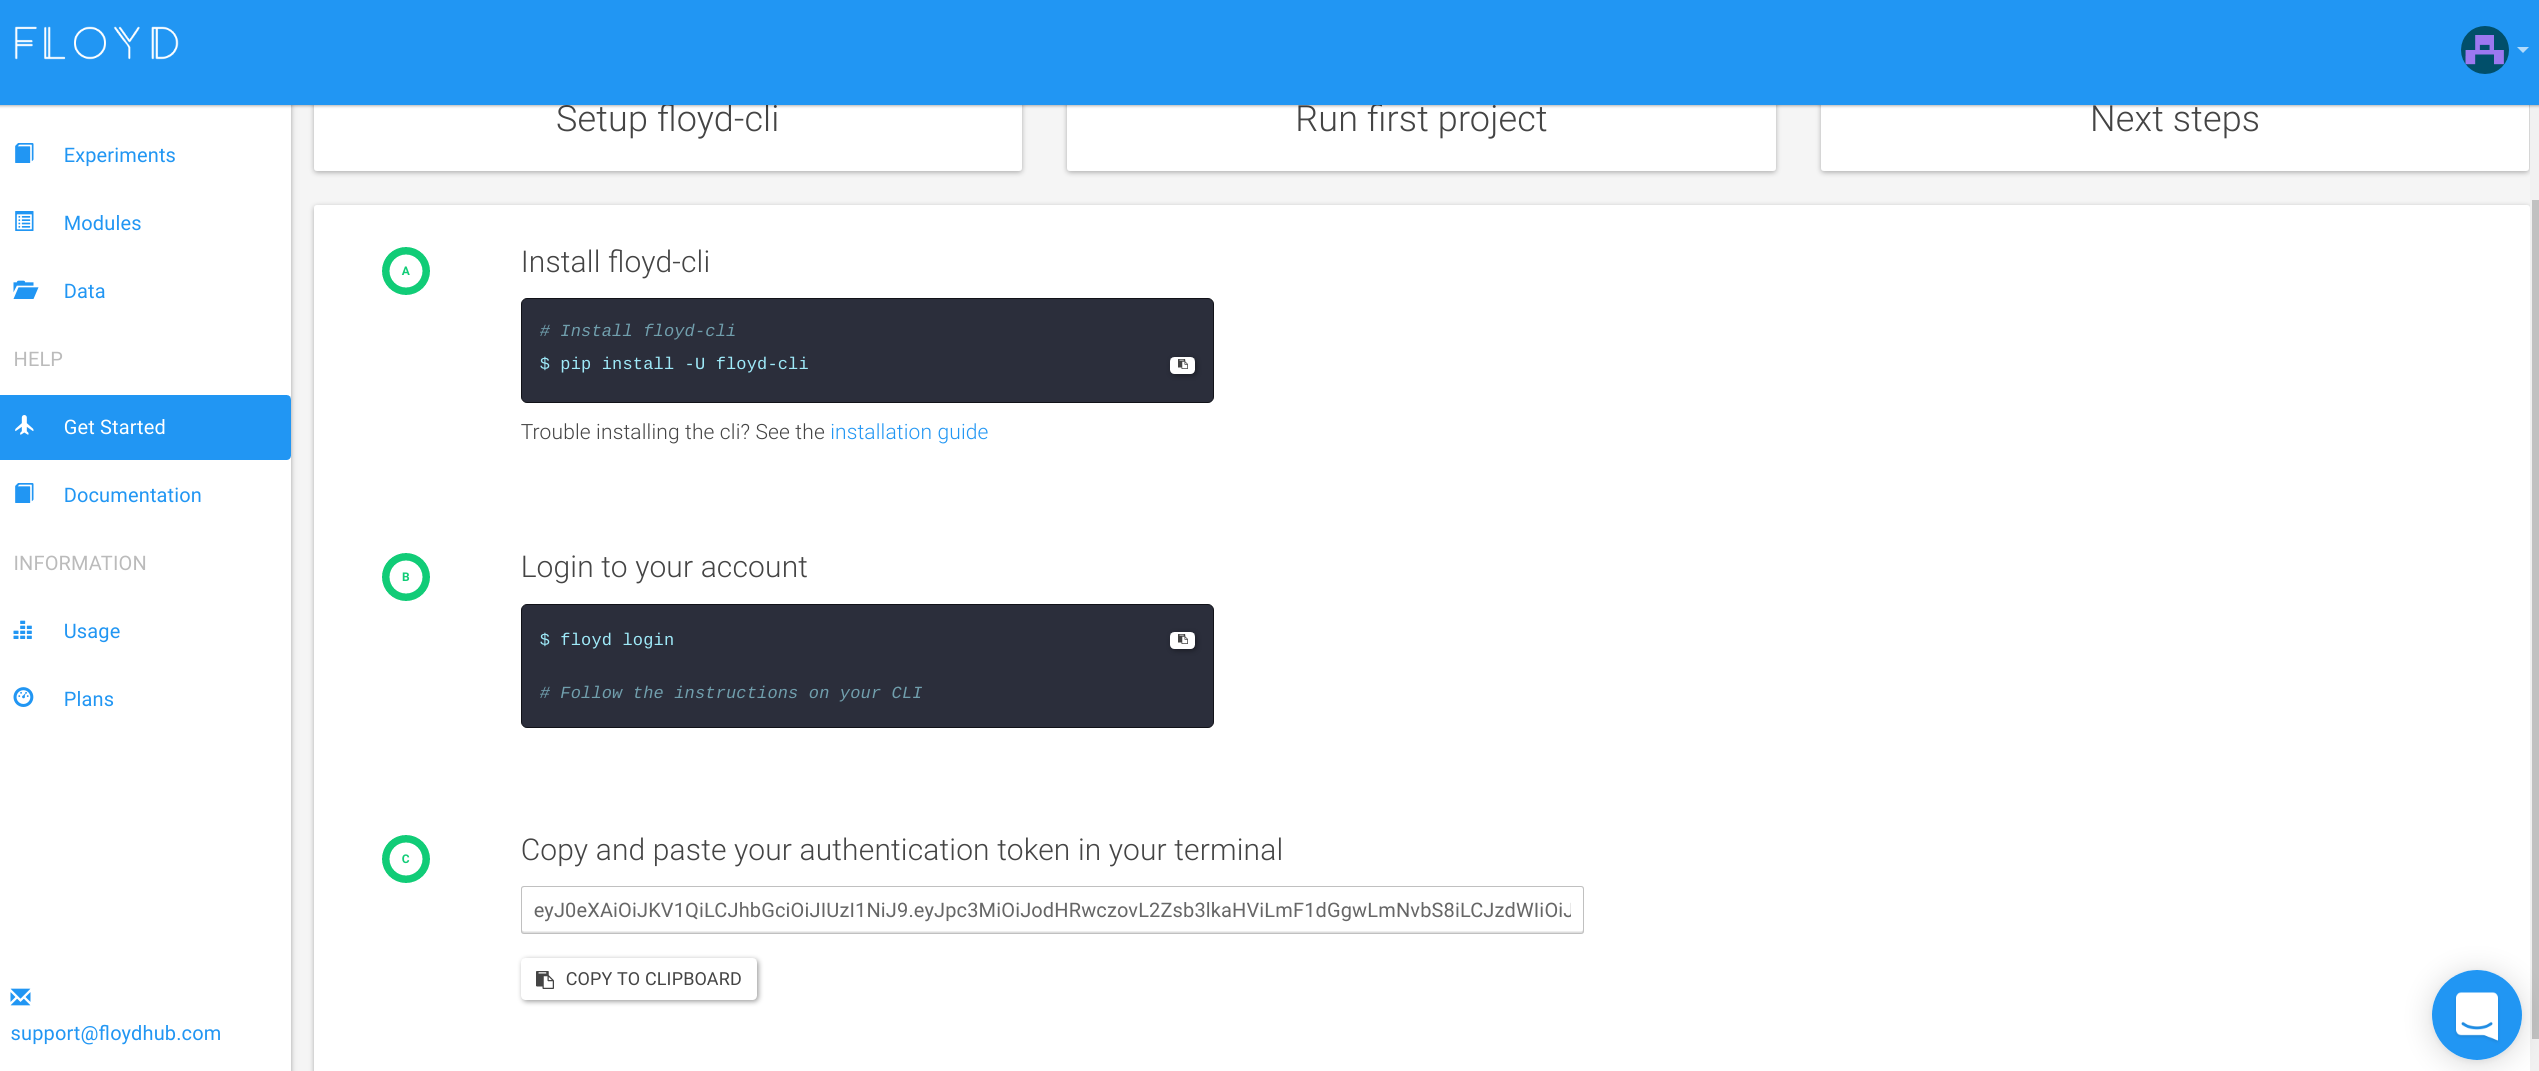 FLOYD
Experiments
Modules
Data
HELP
Get Started
Documentation
INFORMATION
Usage
Plans
support@floydhub.com
Setup floyd-cli
Run first project
Next steps
A
Install floyd-cli
# Install floyd-cli
$ pip install -U floyd-cli
Trouble installing the cli? See the installation guide
B
Login to your account
$ floyd login
# Follow the instructions on your CLI
C
Copy and paste your authentication token in your terminal
eyJ0eXAiOiJKV1QiLCJhbGciOiJIUzI1NiJ9.eyJpc3MiOiJodHRwczovL2Zsb3lkaHViLmF1dGgwLmNvbS8iLCJzdWIiOiJ
COPY TO CLIPBOARD